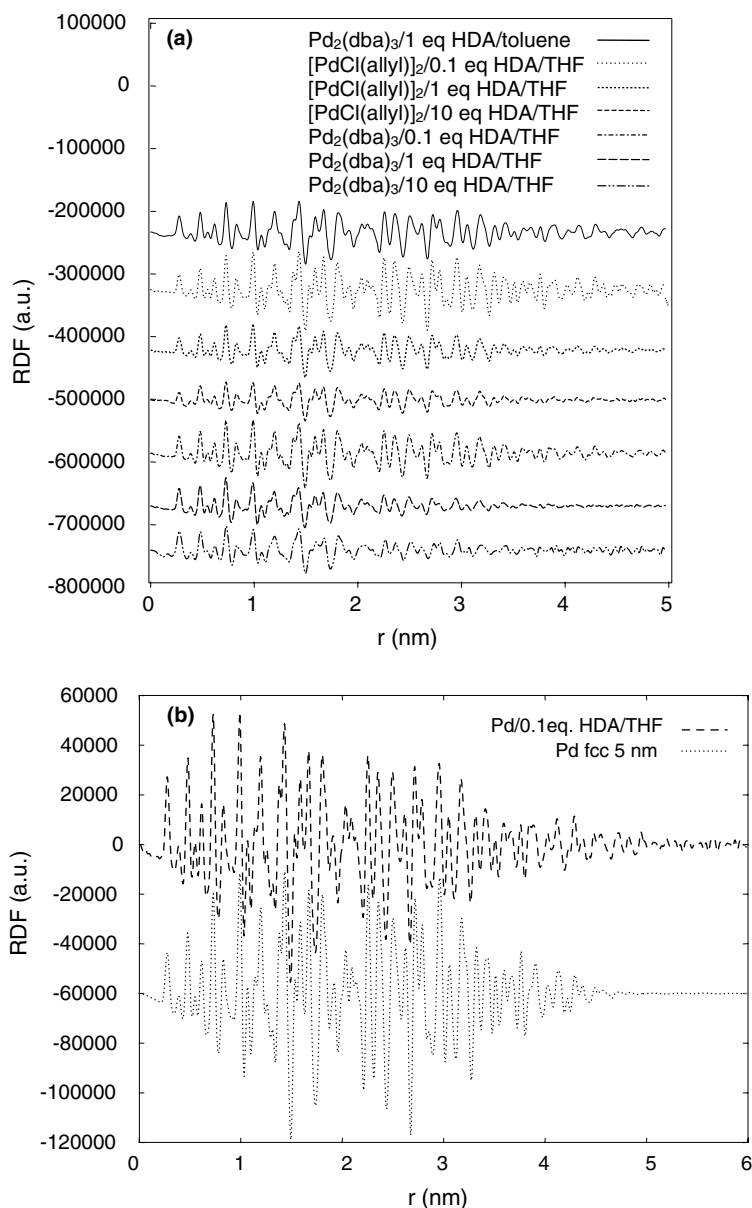 (a)
Pd₂(dba)₃/1 eq HDA/toluene
[PdCl(allyl)]₂/0.1 eq HDA/THF
[PdCl(allyl)]₂/1 eq HDA/THF
[PdCl(allyl)]₂/10 eq HDA/THF
Pd₂(dba)₃/0.1 eq HDA/THF
Pd₂(dba)₃/1 eq HDA/THF
Pd₂(dba)₃/10 eq HDA/THF
100000
0
-100000
-200000
-300000
-400000
-500000
-600000
-700000
-800000
RDF (a.u.)
0 1 2 3 4 5
r (nm)
(b)
Pd/0.1eq. HDA/THF
Pd fcc 5 nm
60000
40000
20000
0
-20000
-40000
-60000
-80000
-100000
-120000
RDF (a.u.)
0 1 2 3 4 5 6
r (nm)